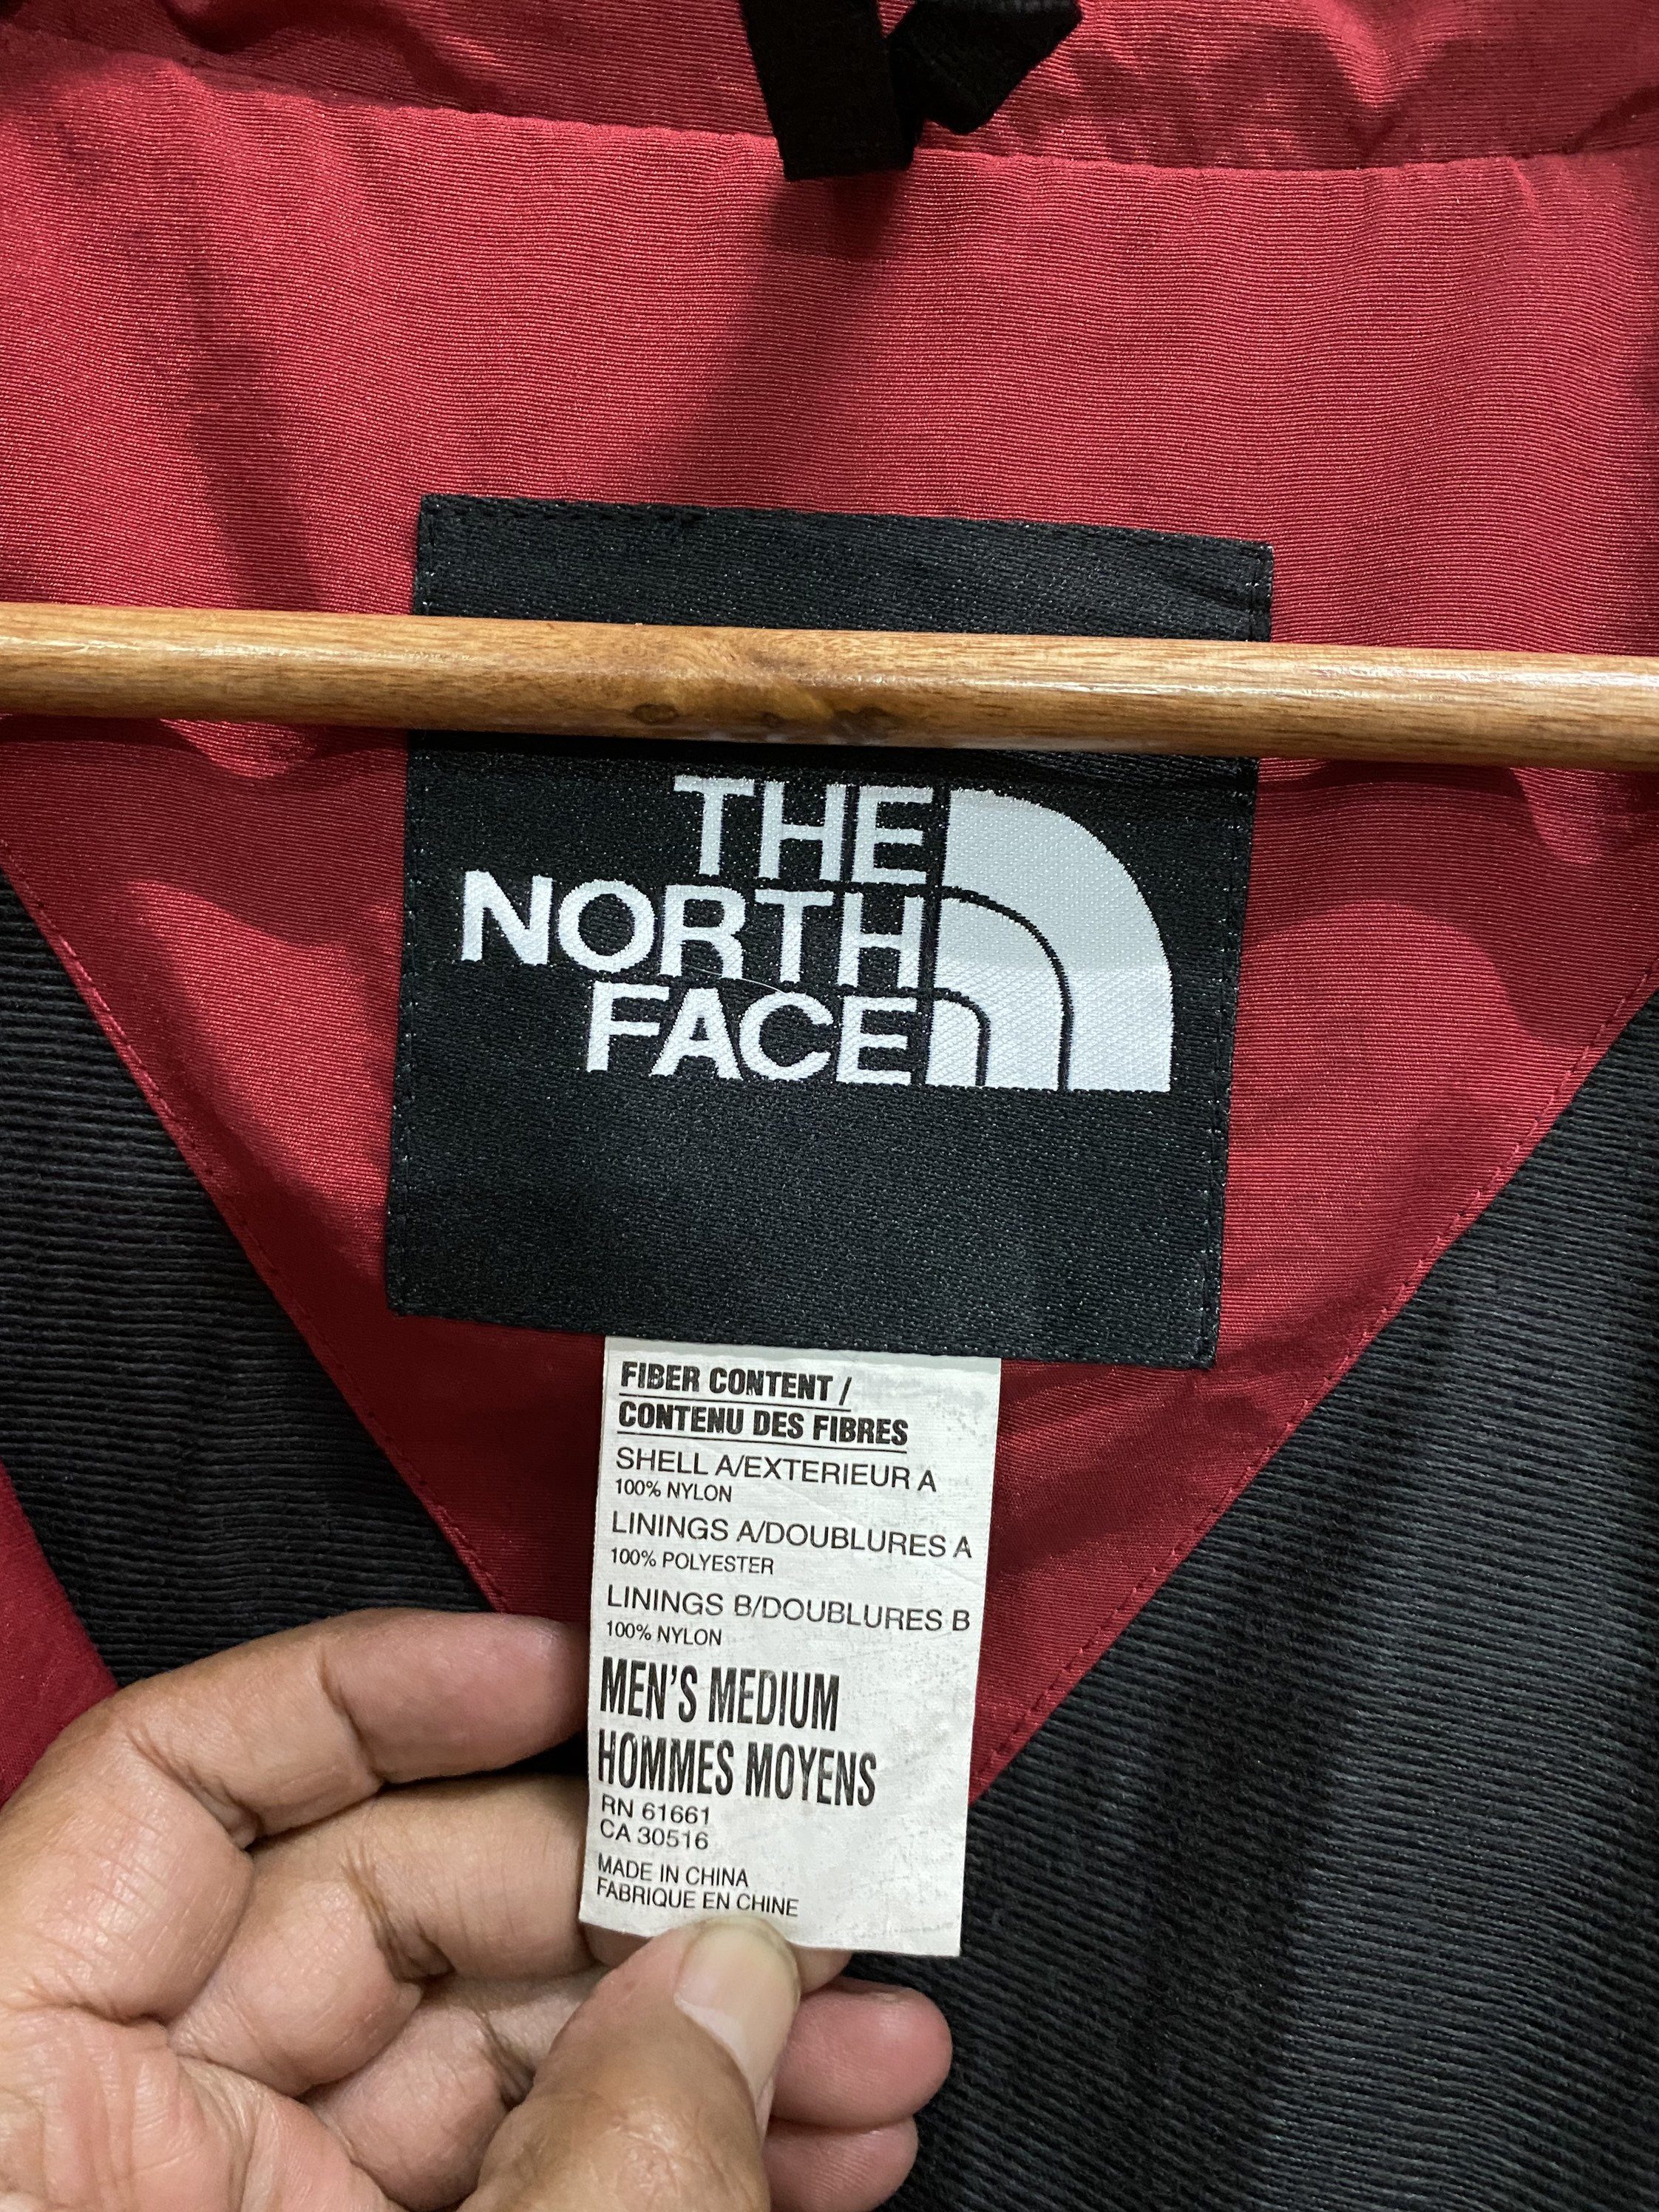 THE
NORTH
FACE
FIBER CONTENT /
CONTENU DES FIBRES
SHELL A/EXTERIEUR A
100% NYLON
LININGS A/DOUBLURES A
100% POLYESTER
LININGS B/DOUBLURES B
100% NYLON
MEN'S MEDIUM
HOMMES MOYENS
RN 61661
CA 30516
MADE IN CHINA
FABRIQUE EN CHINE